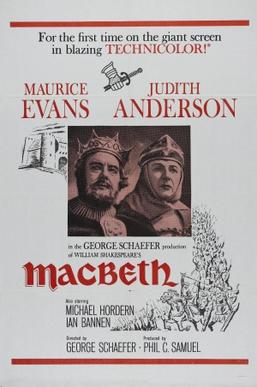 For the first time on the giant screen
in blazing TECHNICOLOR!*
MAURICE JUDITH
EVANS ANDERSON
in the GEORGE SCHAEFER production
of WILLIAM SHAKESPEARE'S
MACBETH
Also starring
MICHAEL HORDERN
IAN BANNEN
Directed by Produced by
GEORGE SCHAEFER · PHIL C. SAMUEL